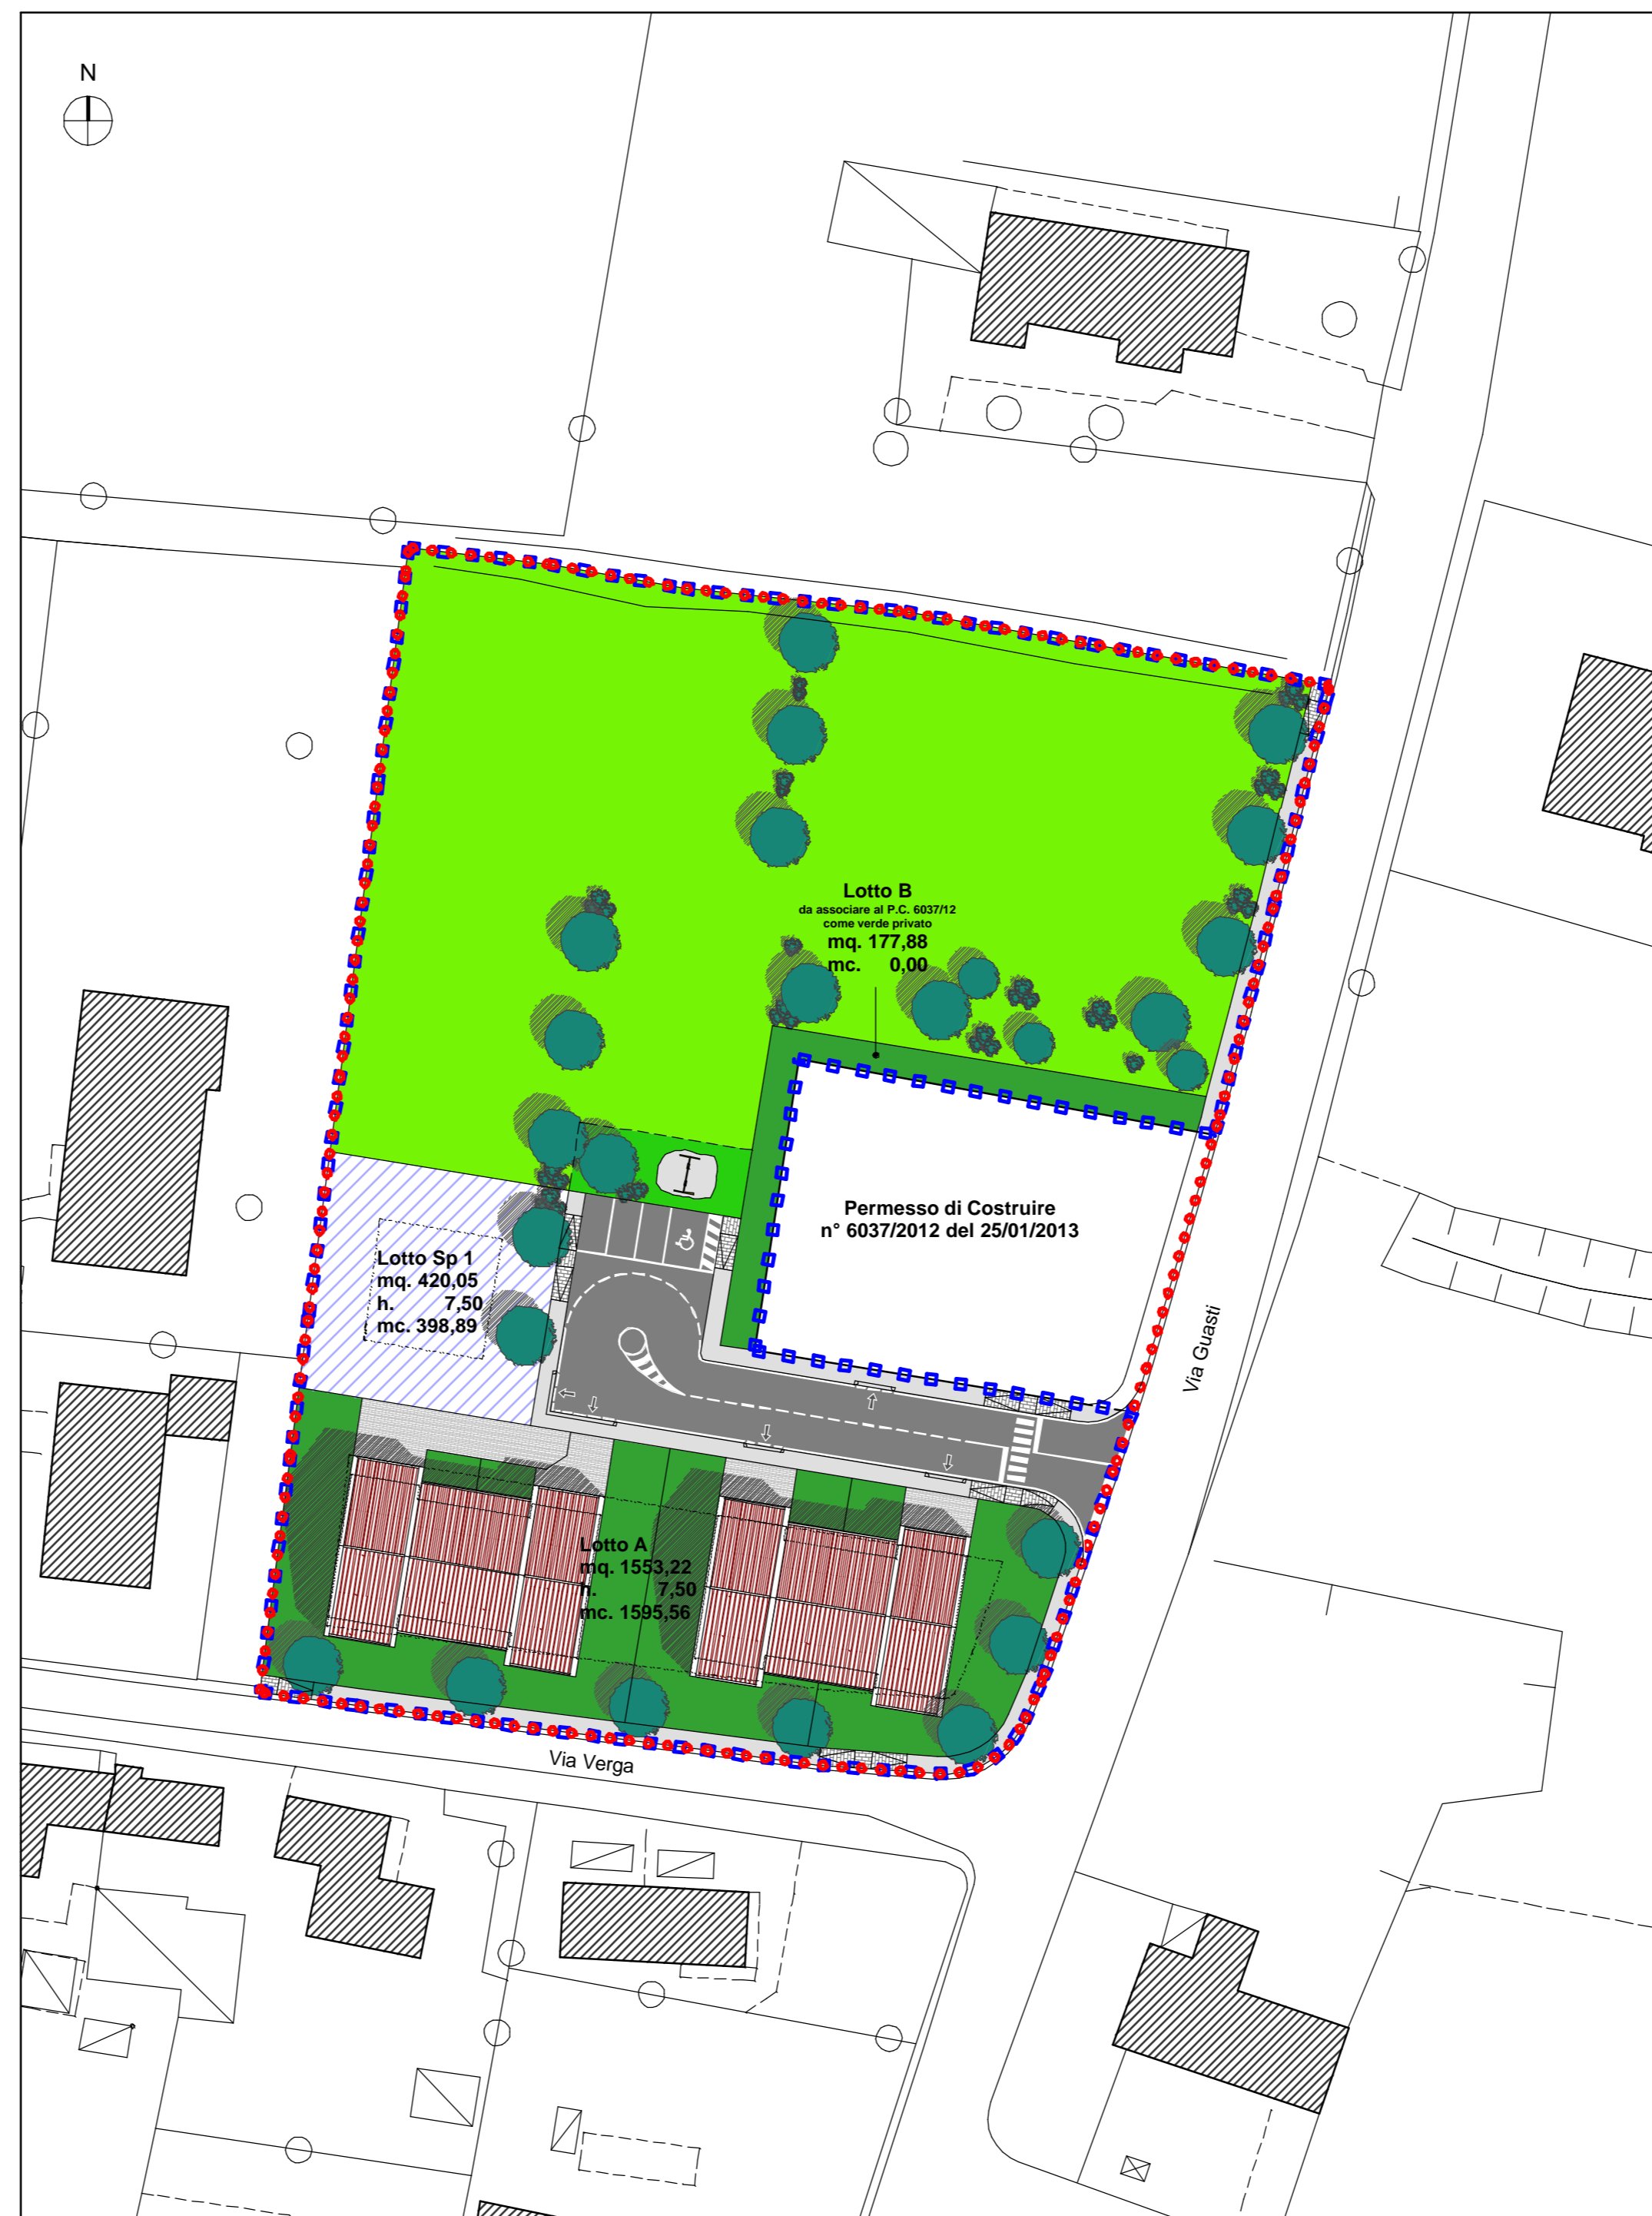 N
Lotto B
da associare al P.C. 6037/12
come verde privato
mq. 177,88
mc. 0,00
Permesso di Costruire
n° 6037/2012 del 25/01/2013
Lotto Sp 1
mq. 420,05
h. 7,50
mc. 398,89
Via Guasti
Lotto A
mq. 1553,22
h. 7,50
mc. 1595,56
Via Verga